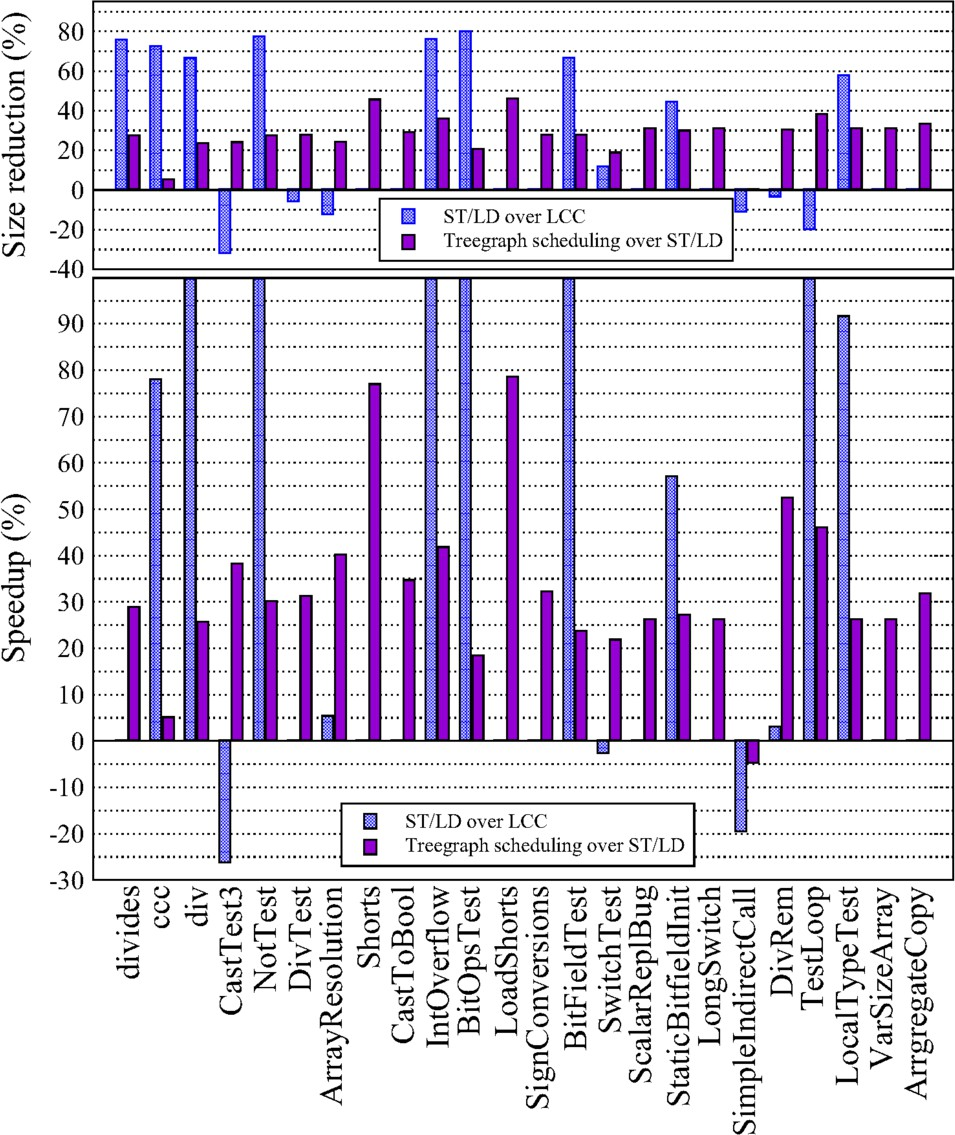 Size reduction (%)
80
60
40
20
0
-20
-40
ST/LD over LCC
Treegraph scheduling over ST/LD
Speedup (%)
90
80
70
60
50
40
30
20
10
0
-10
-20
-30
ST/LD over LCC
Treegraph scheduling over ST/LD
divides
ccc
div
CastTest3
NotTest
DivTest
ArrayResolution
Shorts
CastToBool
IntOverflow
BitOpsTest
LoadShorts
SignConversions
BitFieldTest
SwitchTest
ScalarReplBug
StaticBitfieldInit
LongSwitch
SimpleIndirectCall
DivRem
TestLoop
LocalTypeTest
VarSizeArray
ArrgregateCopy